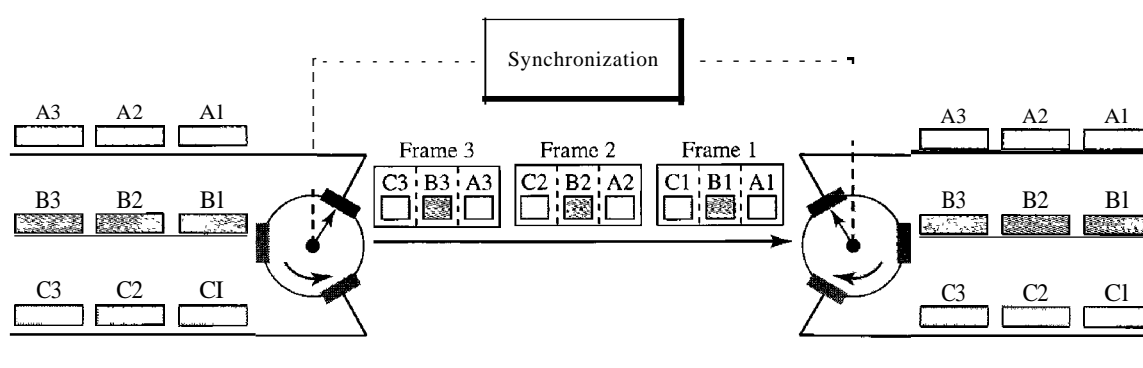 Synchronization
A3 A2 A1
A3 A2 A1
Frame 3 Frame 2 Frame 1
C3 B3 A3 C2 B2 A2 C1 B1 A1
B3 B2 B1
B3 B2 B1
C3 C2 CI
C3 C2 C1